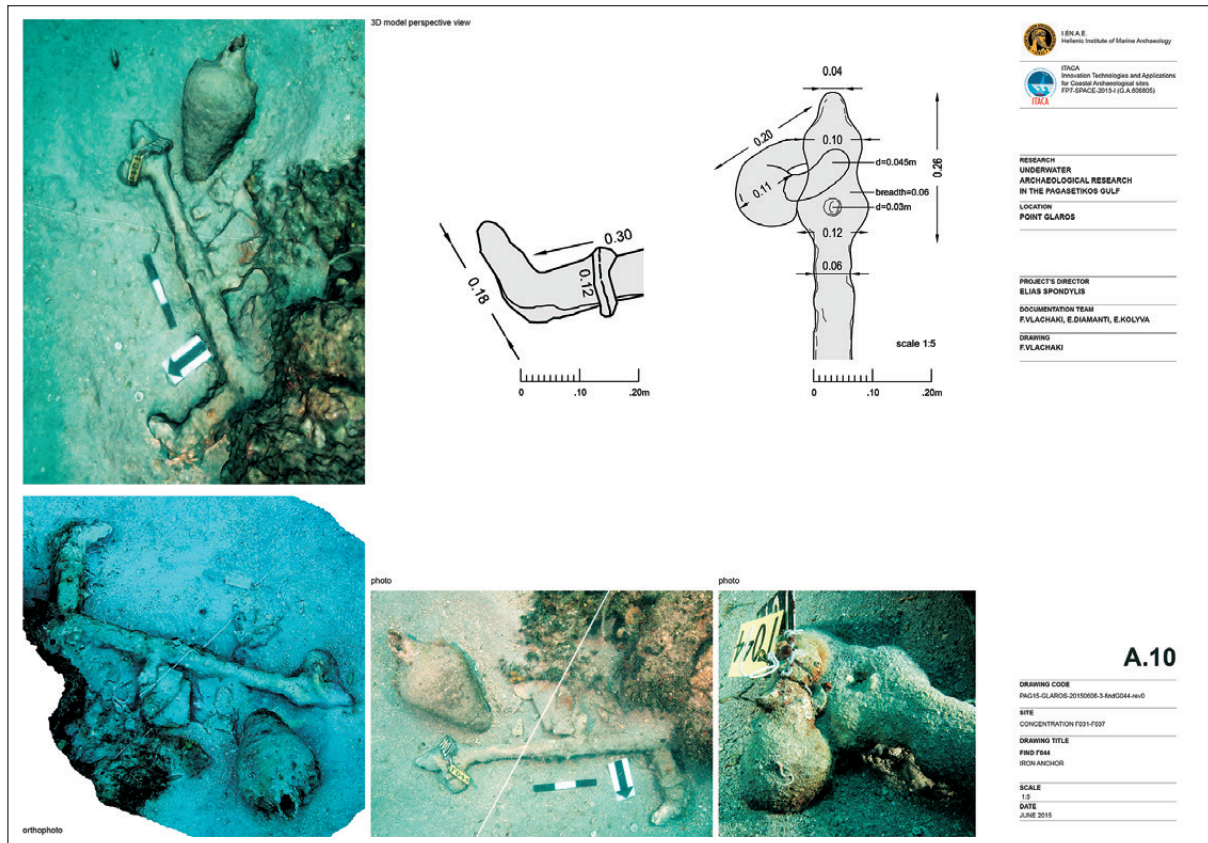 3D model perspective view
0.04
0.20
0.10
d=0.045m
0.11
0.26
breadth=0.06
d=0.03m
0.12
0.06
scale 1:5
0 .10 .20m
0.30
0.12
0.18
0 .10 .20m
orthophoto
photo
photo
Γ044
I.EN.A.E.
Hellenic Institute of Marine Archaeology
ITACA
ITACA
Innovation Technologies and Applications
for Coastal Archaeological sites
FP7-SPACE-2013-I (G.A.606805)
RESEARCH
UNDERWATER
ARCHAEOLOGICAL RESEARCH
IN THE PAGASETIKOS GULF
LOCATION
POINT GLAROS
PROJECT'S DIRECTOR
ELIAS SPONDYLIS
DOCUMENTATION TEAM
F.VLACHAKI, E.DIAMANTI, E.KOLYVA
DRAWING
F.VLACHAKI
A.10
DRAWING CODE
PAG15-GLAROS-20150606-3-findG044-rev0
SITE
CONCENTRATION Γ031-Γ037
DRAWING TITLE
FIND Γ044
IRON ANCHOR
SCALE
1:5
DATE
JUNE 2015